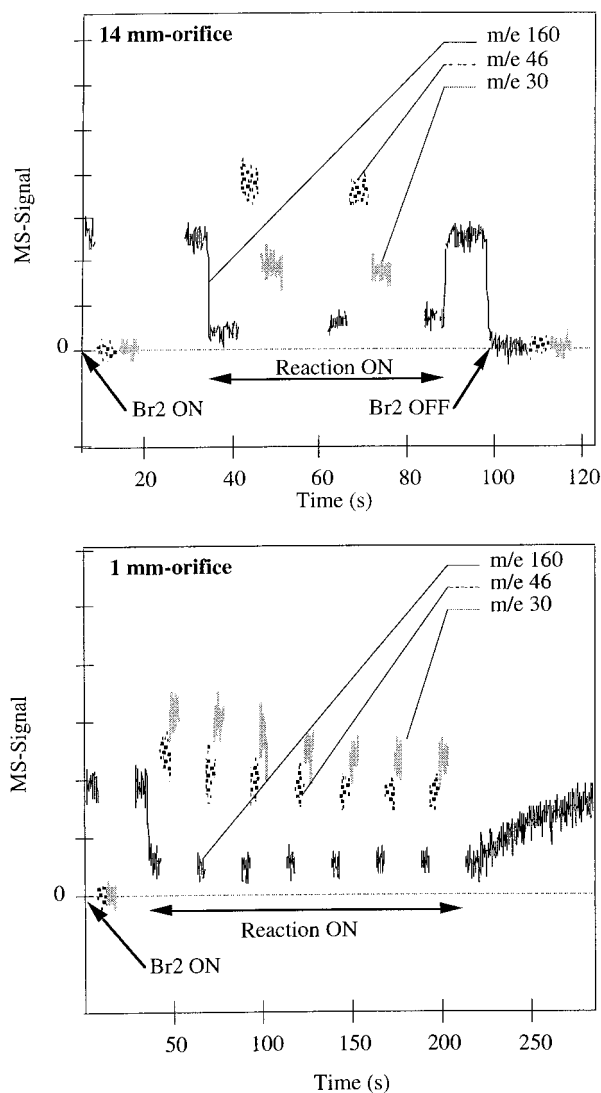 14 mm-orifice
m/e 160
m/e 46
m/e 30
MS-Signal
0
Reaction ON
Br2 ON
Br2 OFF
20 40 60 80 100 120
Time (s)
1 mm-orifice
m/e 160
m/e 46
m/e 30
MS-Signal
0
Reaction ON
Br2 ON
50 100 150 200 250
Time (s)